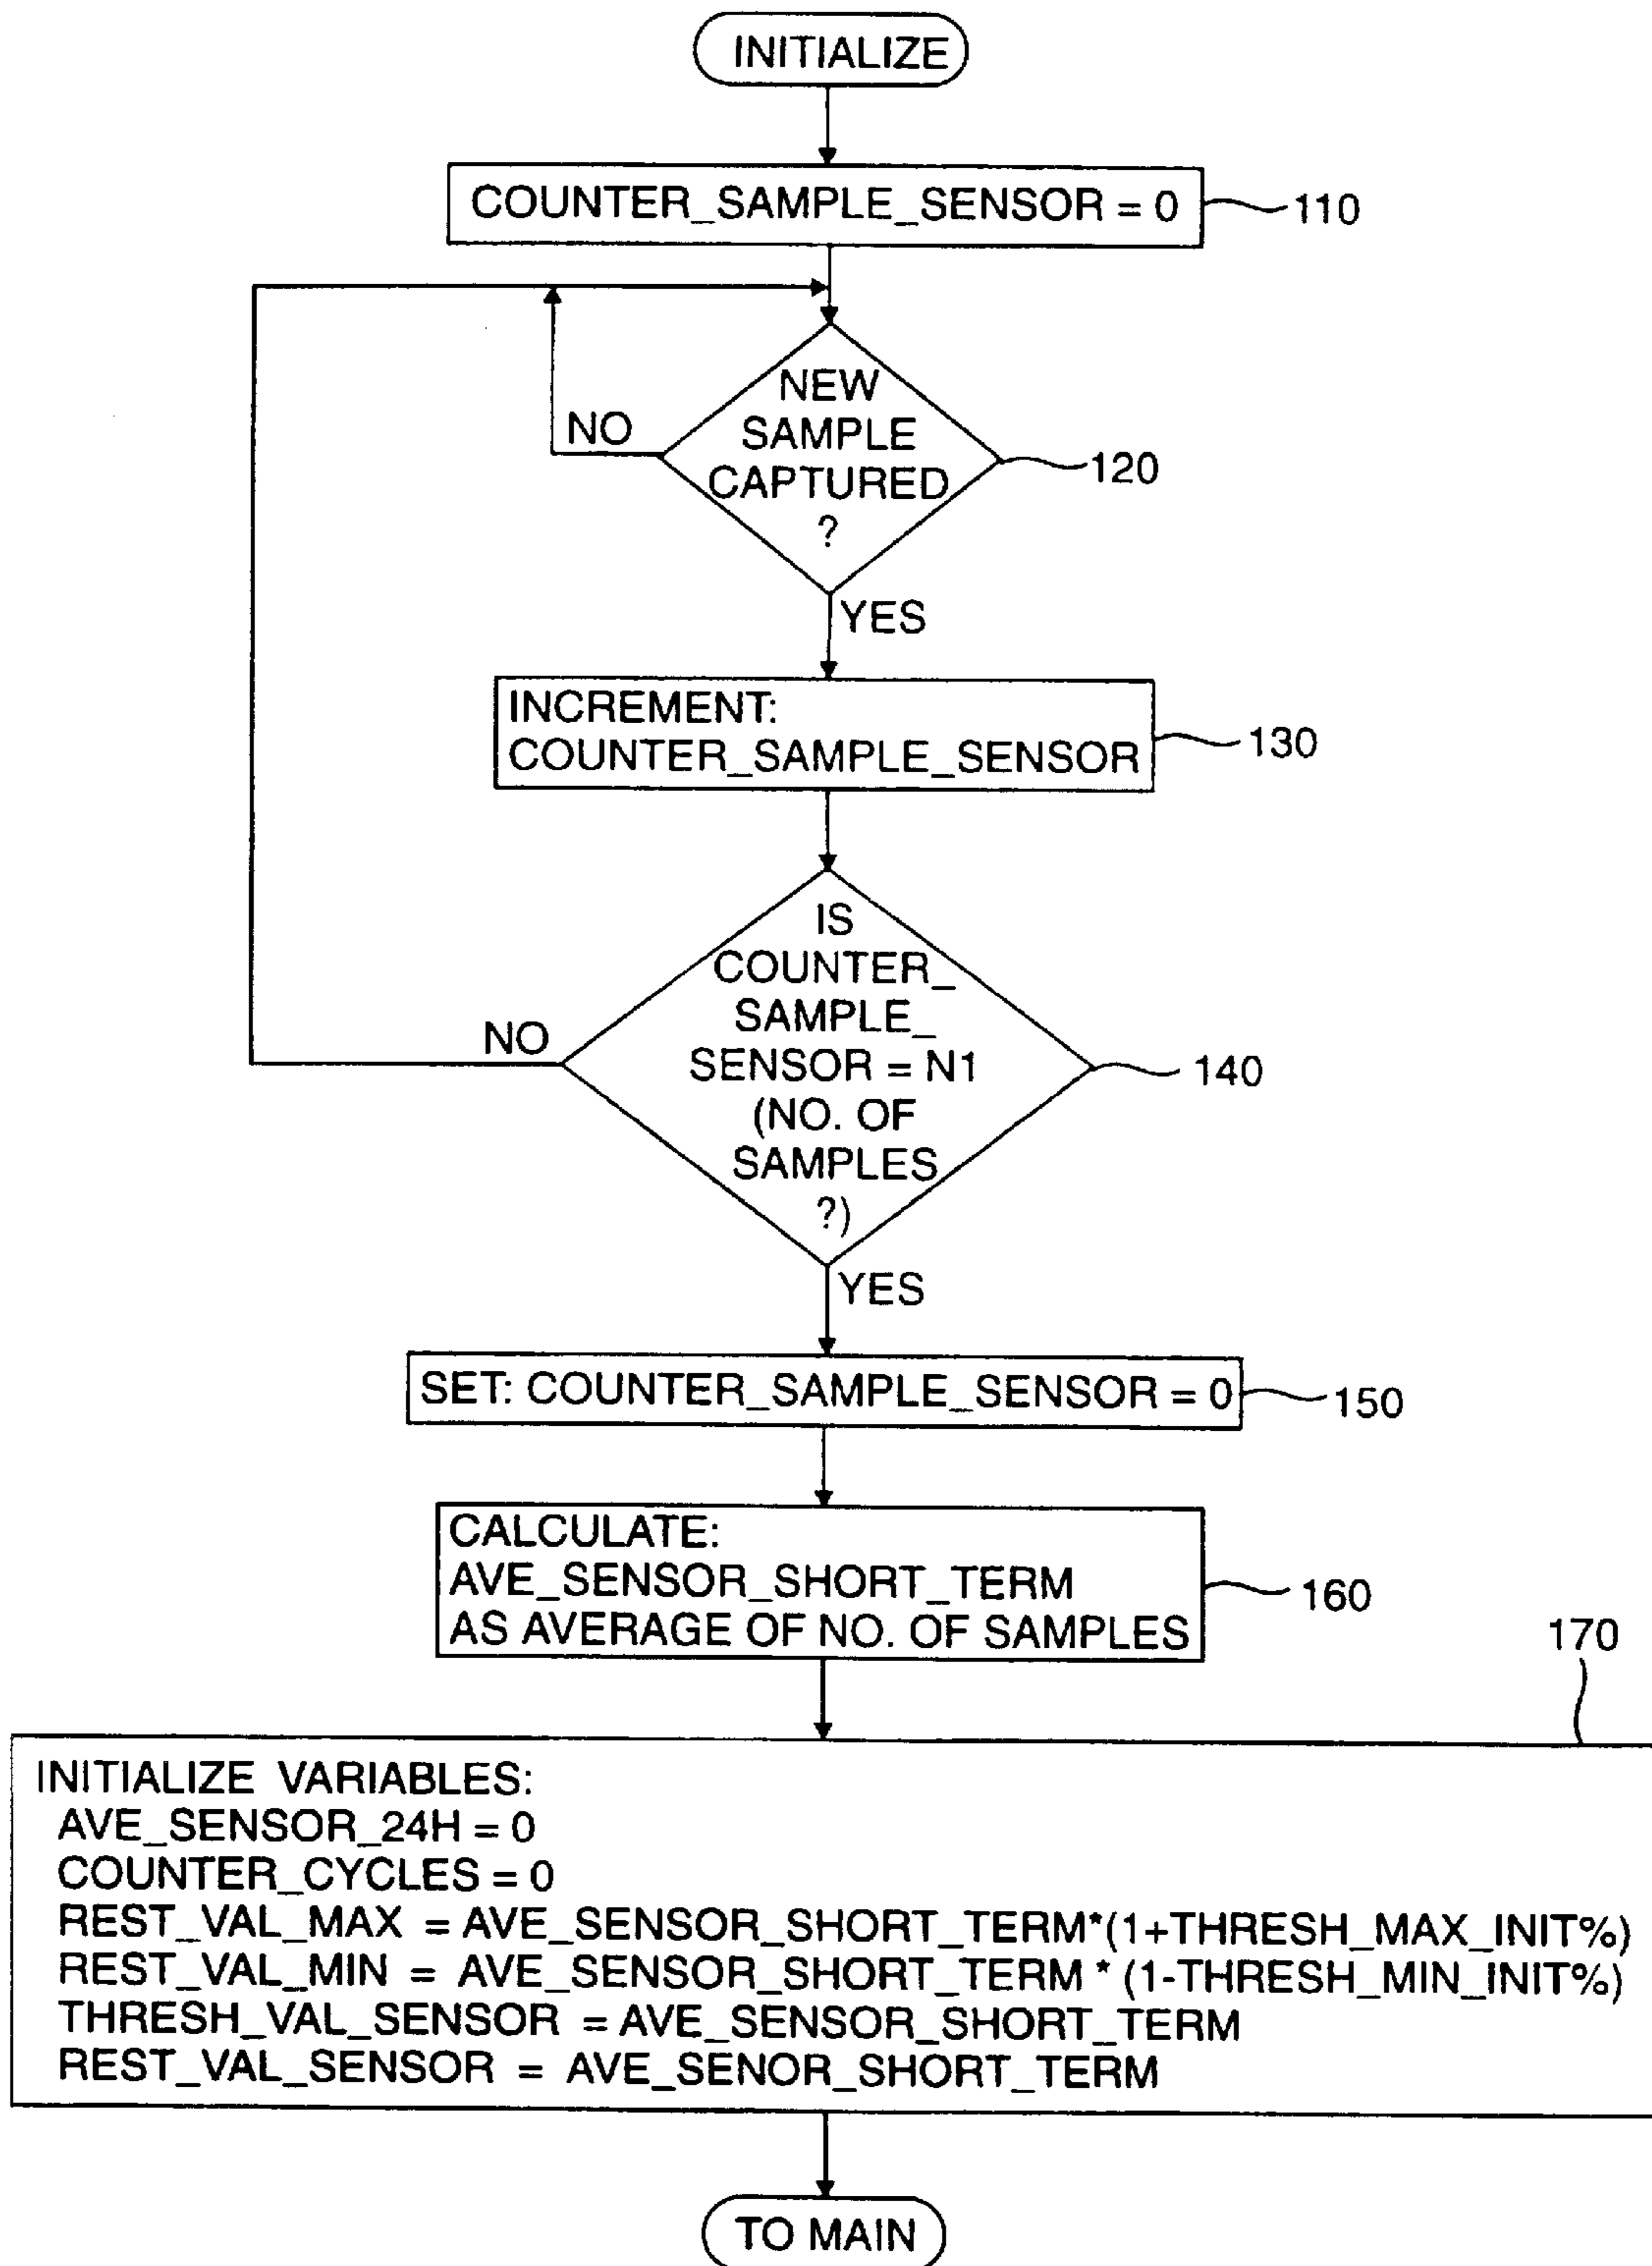 INITIALIZE
COUNTER_SAMPLE_SENSOR = 0
110
NEW
SAMPLE
CAPTURED
?
NO
120
YES
INCREMENT:
COUNTER_SAMPLE_SENSOR
130
IS
COUNTER_
SAMPLE_
SENSOR = N1
(NO. OF
SAMPLES
?)
NO
140
YES
SET: COUNTER_SAMPLE_SENSOR = 0
150
CALCULATE:
AVE_SENSOR_SHORT_TERM
AS AVERAGE OF NO. OF SAMPLES
160
170
INITIALIZE VARIABLES:
AVE_SENSOR_24H = 0
COUNTER_CYCLES = 0
REST_VAL_MAX = AVE_SENSOR_SHORT_TERM*(1+THRESH_MAX_INIT%)
REST_VAL_MIN = AVE_SENSOR_SHORT_TERM * (1-THRESH_MIN_INIT%)
THRESH_VAL_SENSOR = AVE_SENSOR_SHORT_TERM
REST_VAL_SENSOR = AVE_SENOR_SHORT_TERM
TO MAIN